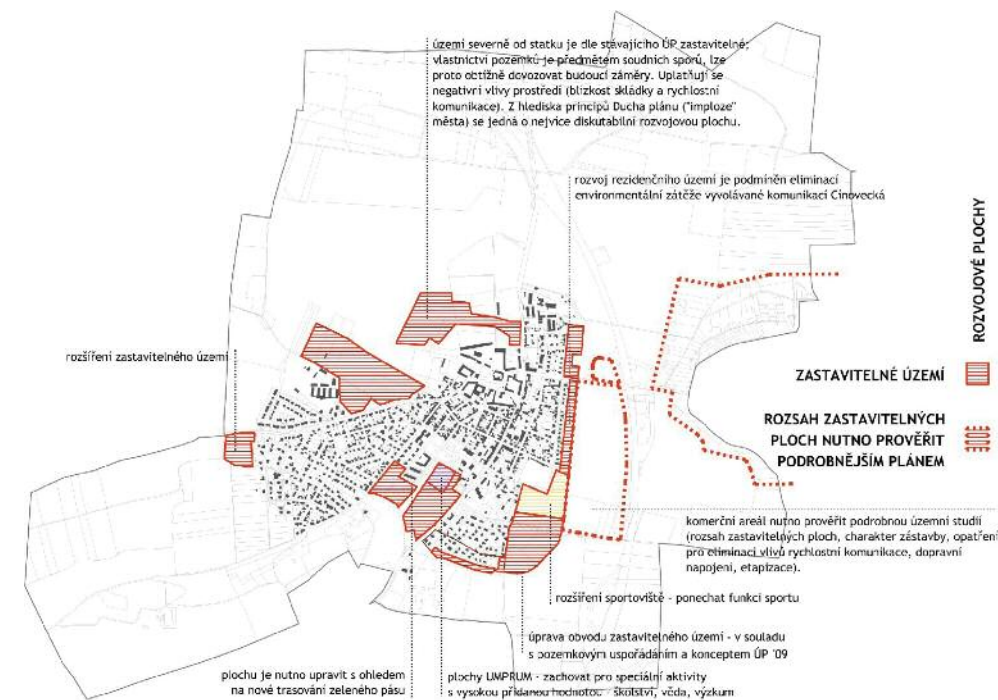 území severně od statku je dle stávajícího ÚP zastavitelné;
vlastnictví pozemků je předmětem soudních sporů, lze
proto obtížně dovozovat budoucí záměry. Uplatňují se
negativní vlivy prostředí (blízkost skládky a rychlostní
komunikace). Z hlediska principů Ducha plánu ("imploze"
města) se jedná o nejvíce diskutabilní rozvojovou plochu.
rozvoj rezidenčního území je podmíněn eliminací
environmentální zátěže vyvolávané komunikací Cínovecká
ROZVOJOVÉ PLOCHY
rozšíření zastavitelného území
ZASTAVITELNÉ ÚZEMÍ
ROZSAH ZASTAVITELNÝCH
PLOCH NUTNO PROVĚŘIT
PODROBNĚJŠÍM PLÁNEM
komerční areál nutno prověřit podrobnou územní studií
(rozsah zastavitelných ploch, charakter zástavby, opatření
pro eliminaci vlivů rychlostní komunikace, dopravní
napojení, etapizace).
rozšíření sportoviště - ponechat funkci sportu
úprava obvodu zastavitelného území - v souladu
s pozemkovým uspořádáním a konceptem ÚP '09
plochu je nutno upravit s ohledem
na nové trasování zeleného pásu
plochy UMPRUM - zachovat pro speciální aktivity
s vysokou přidanou hodnotou - školství, věda, výzkum